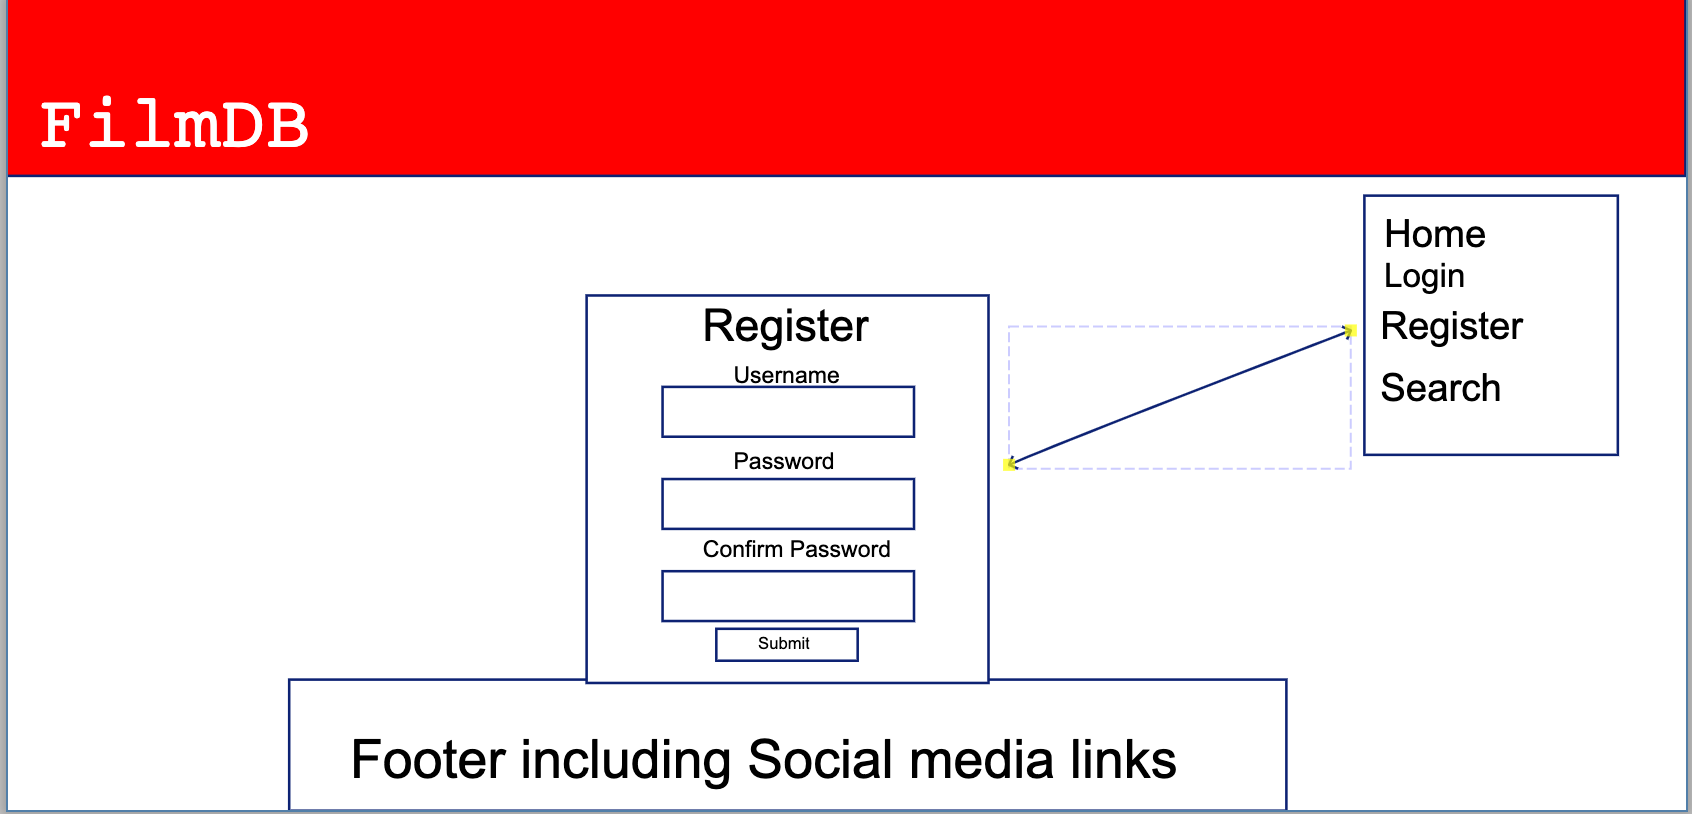 FilmDB
Home
Login
Register
Search
Register
Username
Password
Confirm Password
Submit
Footer including Social media links